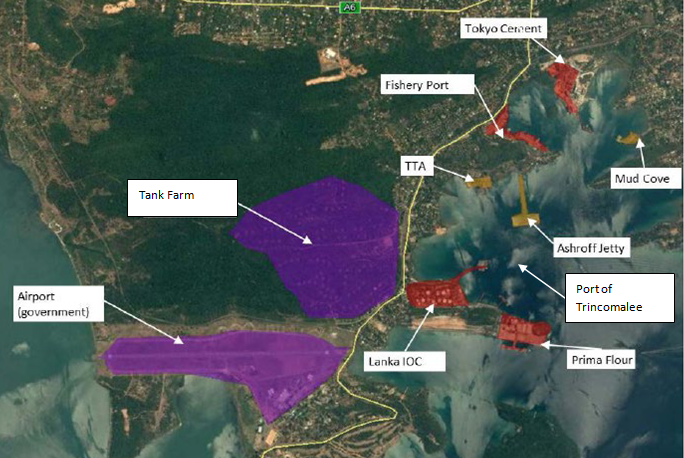 A6
Tokyo Cement
Fishery Port
TTA
Mud Cove
Tank Farm
Ashroff Jetty
Port of
Trincomalee
Airport
(government)
Lanka IOC
Prima Flour